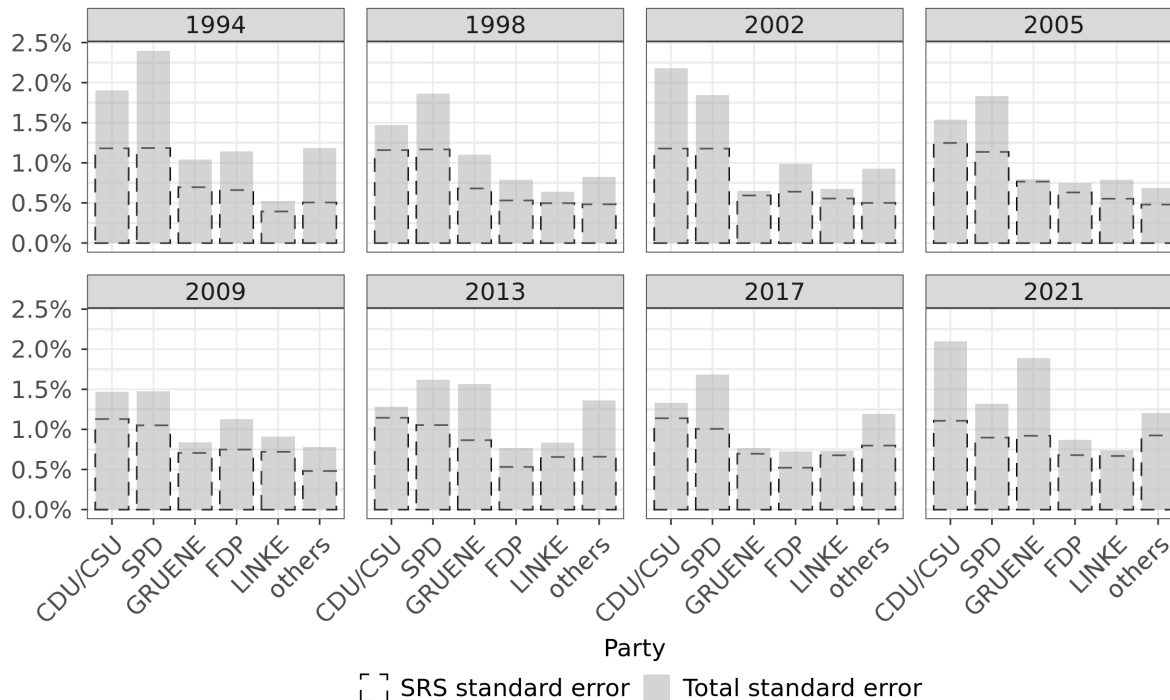 1994 1998 2002 2005
2.5%
2.0%
1.5%
1.0%
0.5%
0.0%
2009 2013 2017 2021
2.5%
2.0%
1.5%
1.0%
0.5%
0.0%
CDU/CSU SPD GRUENE FDP LINKE others CDU/CSU SPD GRUENE FDP LINKE others CDU/CSU SPD GRUENE FDP LINKE others CDU/CSU SPD GRUENE FDP LINKE others
Party
SRS standard error Total standard error